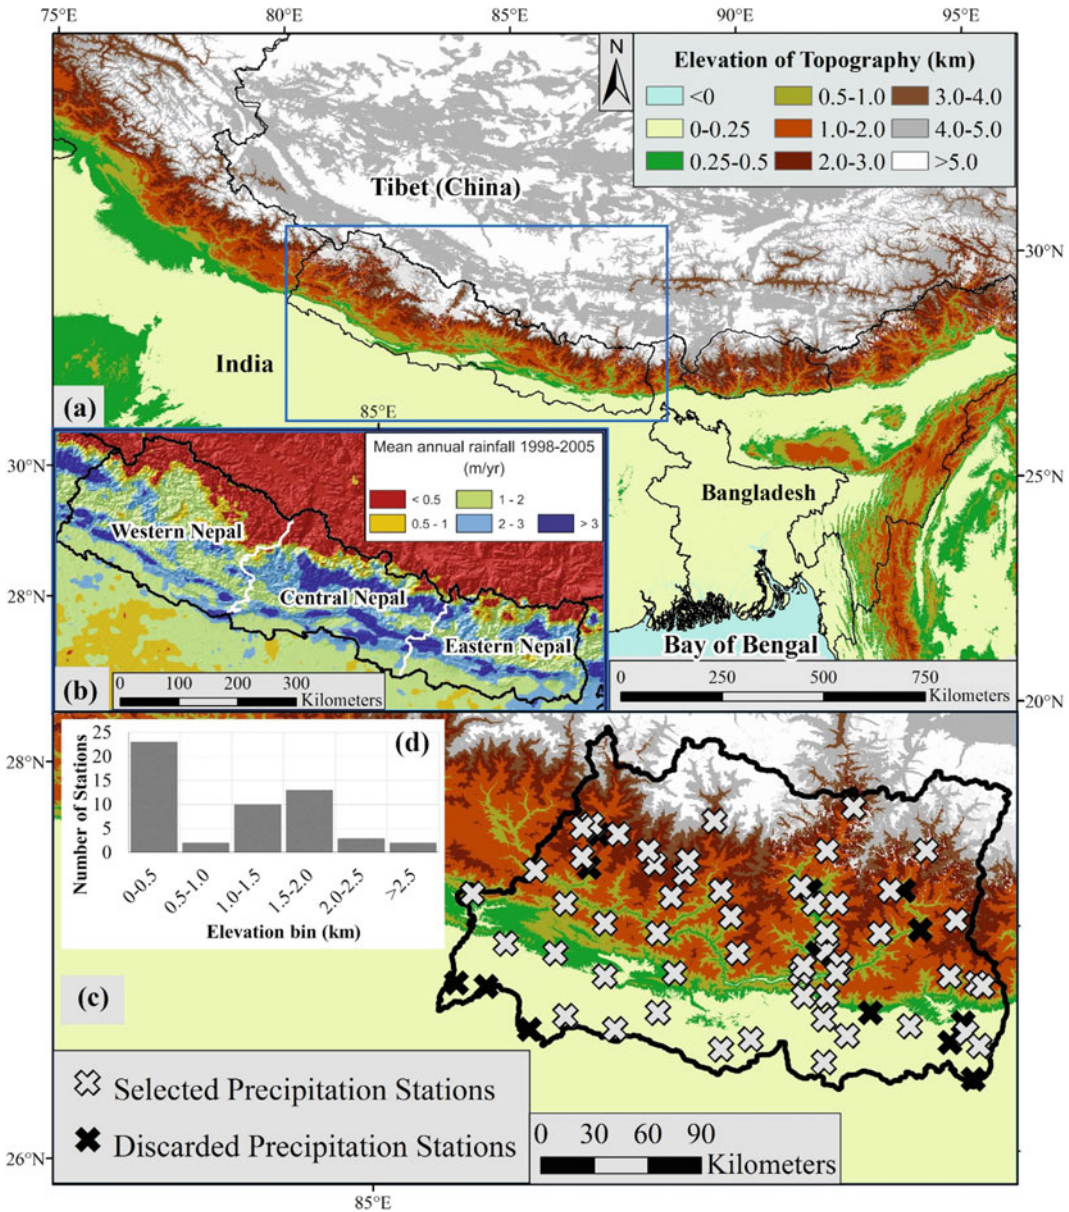 75°E 80°E 85°E 90°E 95°E
N
Elevation of Topography (km)
<0 0.5-1.0 3.0-4.0
0-0.25 1.0-2.0 4.0-5.0
0.25-0.5 2.0-3.0 >5.0
Tibet (China)
30°N
India
(a)
85°E
Mean annual rainfall 1998-2005
(m/yr)
< 0.5 1 - 2
0.5 - 1 2 - 3 > 3
30°N
Western Nepal
28°N
Central Nepal
Eastern Nepal
(b)
0 100 200 300
Kilometers
25°N
Bangladesh
Bay of Bengal
0 250 500 750
Kilometers
20°N
(d)
Number of Stations
25
20
15
10
5
0
0-0.5 0.5-1.0 1.0-1.5 1.5-2.0 2.0-2.5 >2.5
Elevation bin (km)
28°N
(c)
Selected Precipitation Stations
Discarded Precipitation Stations
0 30 60 90
Kilometers
26°N
85°E